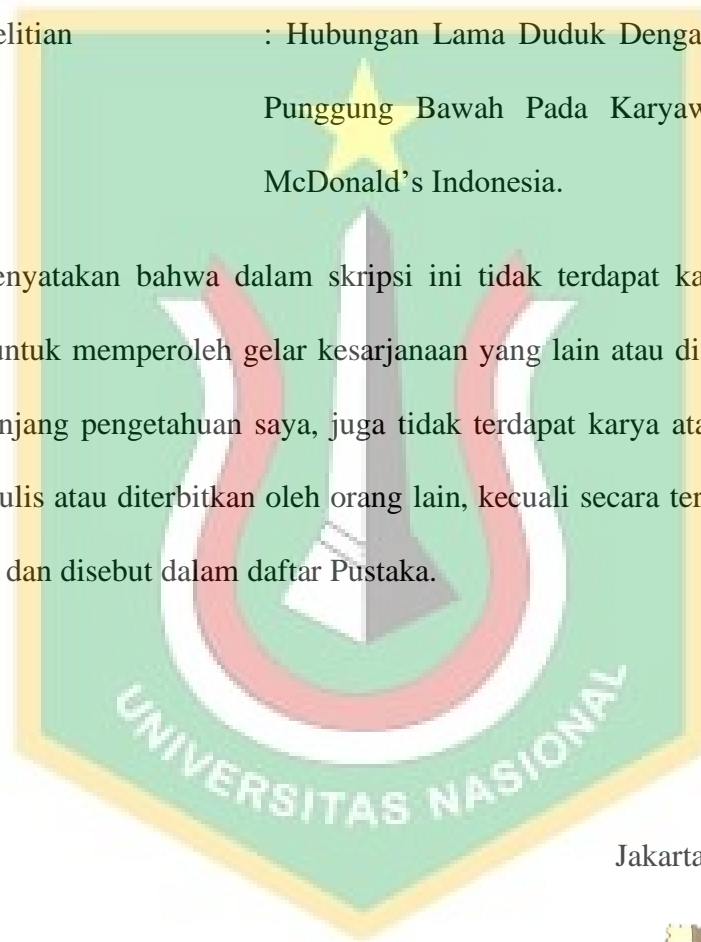 elitian : Hubungan Lama Duduk Denga
Punggung Bawah Pada Karyaw
McDonald's Indonesia.
enyatakan bahwa dalam skripsi ini tidak terdapat ka
untuk memperoleh gelar kesarjanaan yang lain atau di
njang pengetahuan saya, juga tidak terdapat karya ata
ulis atau diterbitkan oleh orang lain, kecuali secara ter
dan disebut dalam daftar Pustaka.
UNIVERSITAS NASIONAL
Jakarta